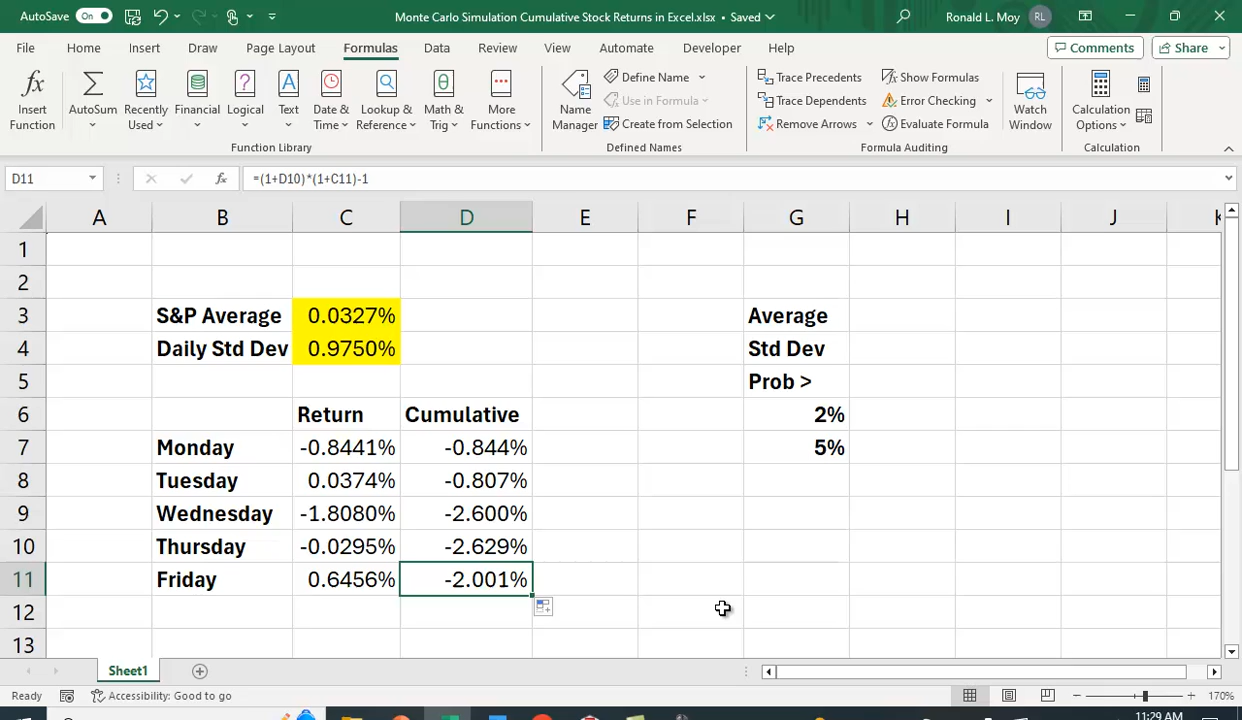 AutoSave On Monte Carlo Simulation Cumulative Stock Returns in Excel.xlsx - Saved Ronald L. Moy RL
File Home Insert Draw Page Layout Formulas Data Review View Automate Developer Help Comments Share
fx Insert Function
Σ AutoSum
Recently Used
Financial
Logical
Text
Date & Time
Lookup & Reference
Math & Trig
More Functions
Function Library
Name Manager
Define Name
Use in Formula
Create from Selection
Defined Names
Trace Precedents
Trace Dependents
Remove Arrows
Show Formulas
Error Checking
Evaluate Formula
Formula Auditing
Watch Window
Calculation Options
Calculation
D11 fx =(1+D10)*(1+C11)-1
A B C D E F G H I J K
1
2
3 S&P Average 0.0327% Average
4 Daily Std Dev 0.9750% Std Dev
5 Prob >
6 Return Cumulative 2%
7 Monday -0.8441% -0.844% 5%
8 Tuesday 0.0374% -0.807%
9 Wednesday -1.8080% -2.600%
10 Thursday -0.0295% -2.629%
11 Friday 0.6456% -2.001%
12
13
Sheet1
Ready Accessibility: Good to go 170%
11:29 AM